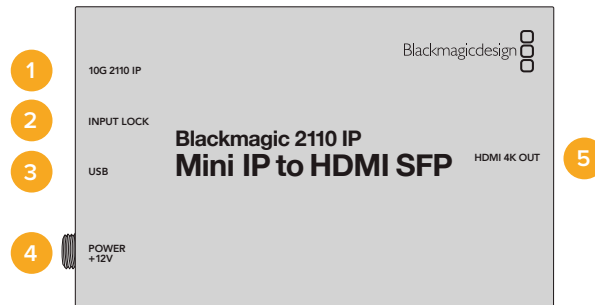 1
10G 2110 IP
Blackmagicdesign
2
INPUT LOCK
Blackmagic 2110 IP
Mini IP to HDMI SFP
3
USB
HDMI 4K OUT
5
4
POWER
+12V